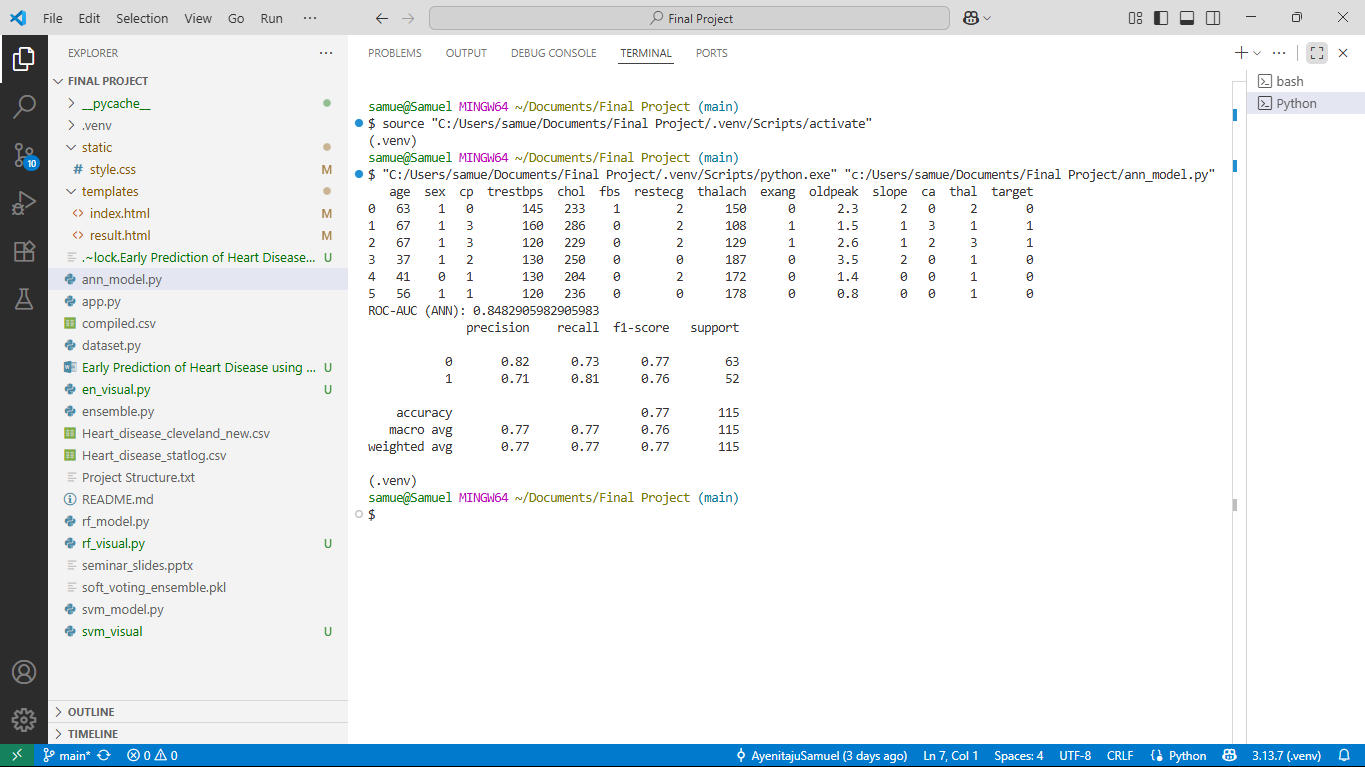 File Edit Selection View Go Run ···
Final Project
EXPLORER ···
FINAL PROJECT
__pycache__
.venv
static
style.css M
templates
index.html M
result.html M
.~lock.Early Prediction of Heart Disease... U
ann_model.py
app.py
compiled.csv
dataset.py
Early Prediction of Heart Disease using ... U
en_visual.py U
ensemble.py
Heart_disease_cleveland_new.csv
Heart_disease_statlog.csv
Project Structure.txt
README.md
rf_model.py
rf_visual.py U
seminar_slides.pptx
soft_voting_ensemble.pkl
svm_model.py
svm_visual U
OUTLINE
TIMELINE
10
PROBLEMS OUTPUT DEBUG CONSOLE TERMINAL PORTS
samue@Samuel MINGW64 ~/Documents/Final Project (main)
$ source "C:/Users/samue/Documents/Final Project/.venv/Scripts/activate"
(.venv)
samue@Samuel MINGW64 ~/Documents/Final Project (main)
$ "C:/Users/samue/Documents/Final Project/.venv/Scripts/python.exe" "c:/Users/samue/Documents/Final Project/ann_model.py"
age sex cp trestbps chol fbs restecg thalach exang oldpeak slope ca thal target
0 63 1 0 145 233 1 2 150 0 2.3 2 0 2 0
1 67 1 3 160 286 0 2 108 1 1.5 1 3 1 1
2 67 1 3 120 229 0 2 129 1 2.6 1 2 3 1
3 37 1 2 130 250 0 0 187 0 3.5 2 0 1 0
4 41 0 1 130 204 0 2 172 0 1.4 0 0 1 0
5 56 1 1 120 236 0 0 178 0 0.8 0 0 1 0
ROC-AUC (ANN): 0.8482905982905983
precision recall f1-score support
0 0.82 0.73 0.77 63
1 0.71 0.81 0.76 52
accuracy 0.77 115
macro avg 0.77 0.77 0.76 115
weighted avg 0.77 0.77 0.77 115
(.venv)
samue@Samuel MINGW64 ~/Documents/Final Project (main)
$
bash
Python
main* 0 0 AyenitajuSamuel (3 days ago) Ln 7, Col 1 Spaces: 4 UTF-8 CRLF Python 3.13.7 (.venv)